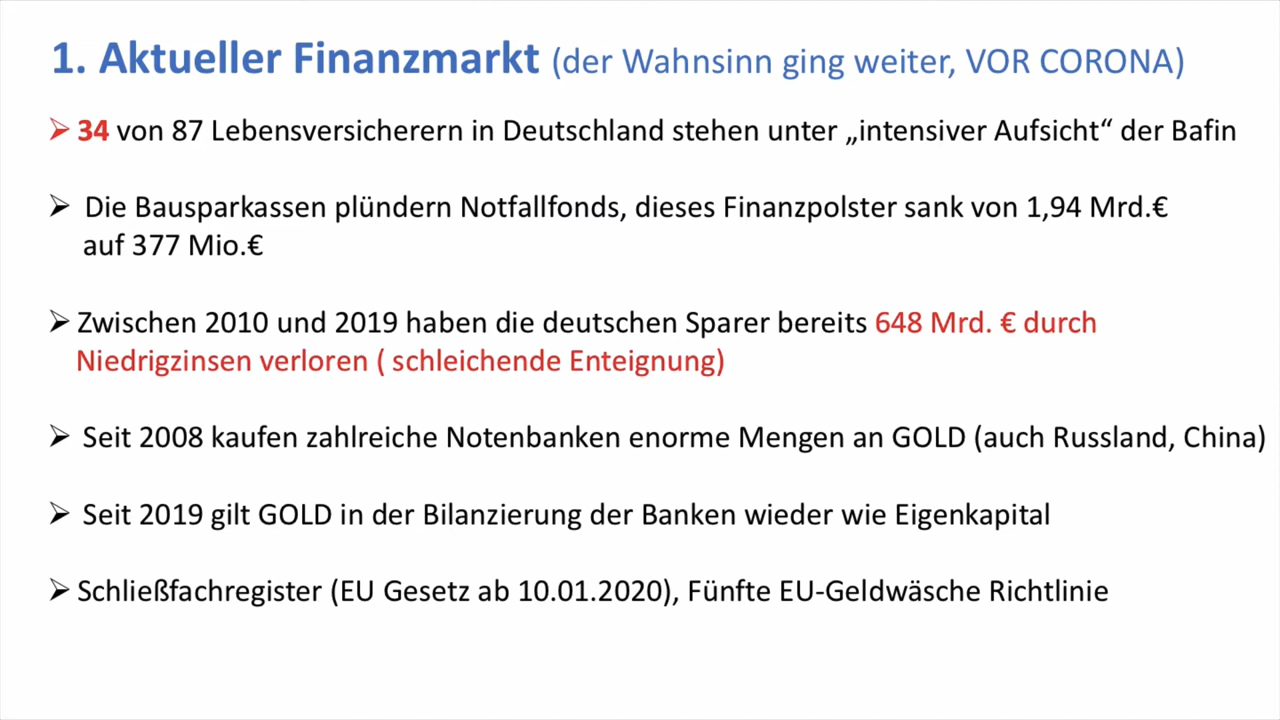 1. Aktueller Finanzmarkt (der Wahnsinn ging weiter, VOR CORONA)
➢ 34 von 87 Lebensversicherern in Deutschland stehen unter „intensiver Aufsicht“ der Bafin
➢ Die Bausparkassen plündern Notfallfonds, dieses Finanzpolster sank von 1,94 Mrd.€
auf 377 Mio.€
➢ Zwischen 2010 und 2019 haben die deutschen Sparer bereits 648 Mrd. € durch
Niedrigzinsen verloren ( schleichende Enteignung)
➢ Seit 2008 kaufen zahlreiche Notenbanken enorme Mengen an GOLD (auch Russland, China)
➢ Seit 2019 gilt GOLD in der Bilanzierung der Banken wieder wie Eigenkapital
➢ Schließfachregister (EU Gesetz ab 10.01.2020), Fünfte EU-Geldwäsche Richtlinie